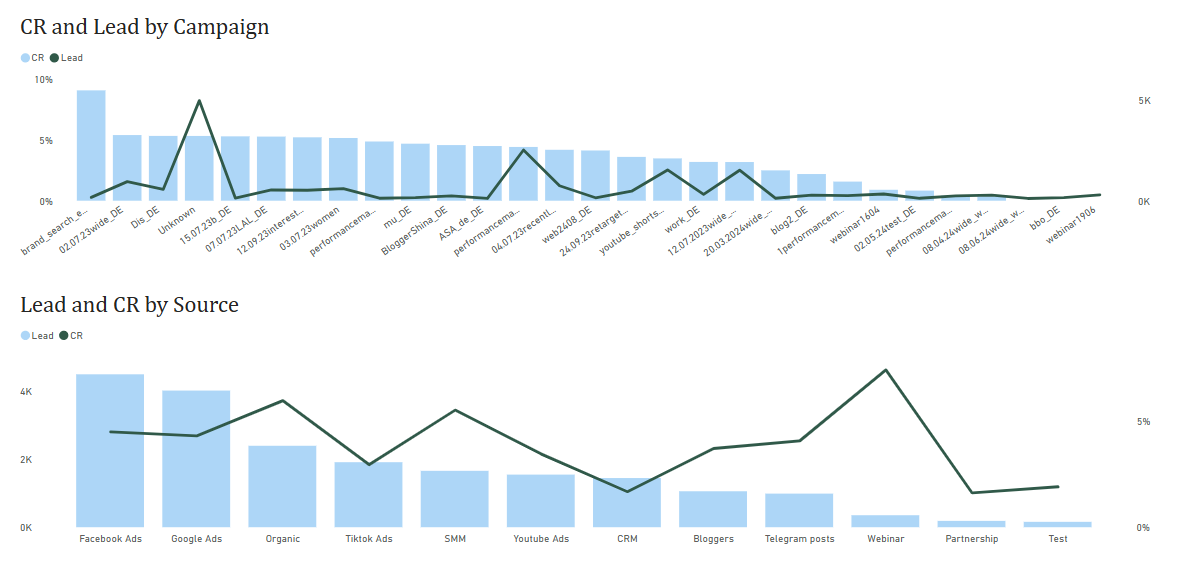 CR and Lead by Campaign
CR Lead
10%
5%
0%
5K
0K
brand_search_e...
02.07.23wide_DE
Dis_DE
Unknown
15.07.23b_DE
07.07.23LAL_DE
12.09.23interest...
03.07.23women
performancema...
mu_DE
BloggerShina_DE
ASA_de_DE
performancema...
04.07.23recentl...
web2408_DE
24.09.23retarget...
youtube_shorts...
work_DE
12.07.2023wide_...
20.03.2024wide_...
blog2_DE
1performancem...
webinar1604
02.05.24test_DE
performancema...
08.04.24wide_w...
08.06.24wide_w...
bbo_DE
webinar1906
Lead and CR by Source
Lead CR
4K
2K
0K
5%
0%
Facebook Ads Google Ads Organic Tiktok Ads SMM Youtube Ads CRM Bloggers Telegram posts Webinar Partnership Test